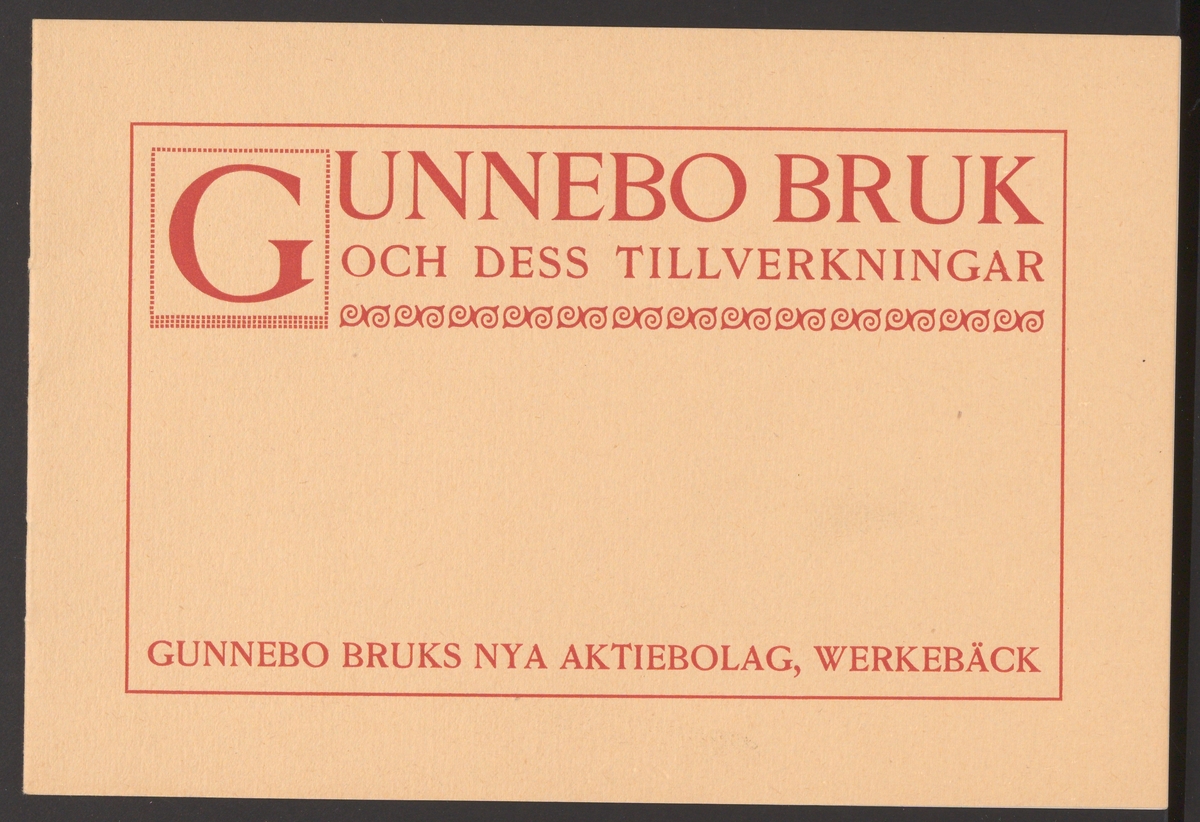 GUNNEBO BRUK
OCH DESS TILLVERKNINGAR
GUNNEBO BRUKS NYA AKTIEBOLAG, WERKEBÄCK